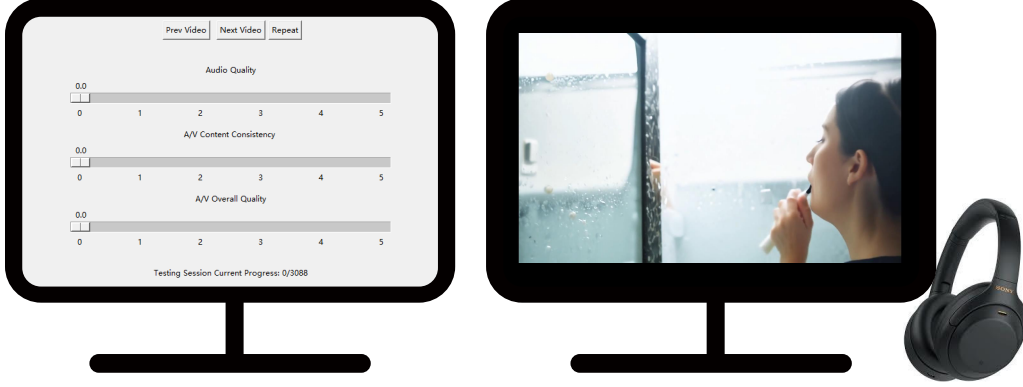 Prev Video Next Video Repeat
Audio Quality
0.0
0 1 2 3 4 5
A/V Content Consistency
0.0
0 1 2 3 4 5
A/V Overall Quality
0.0
0 1 2 3 4 5
Testing Session Current Progress: 0/3088
SONY